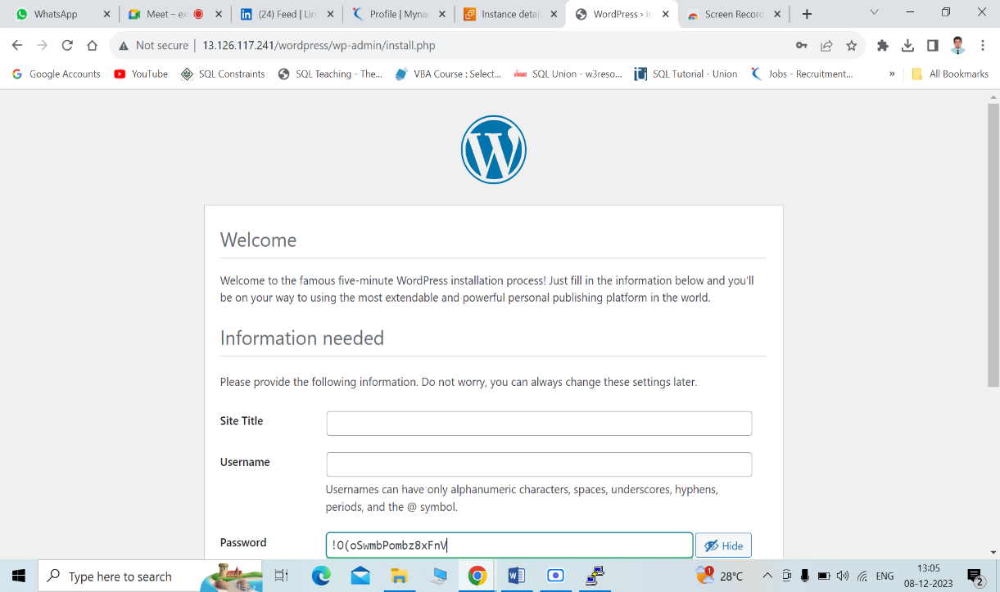 WhatsApp
Meet – ex
(24) Feed | Lin
Profile | Myna
Instance detai
WordPress › In
Screen Record
Not secure
13.126.117.241/wordpress/wp-admin/install.php
Google Accounts
YouTube
SQL Constraints
SQL Teaching - The...
VBA Course : Select...
SQL Union - w3reso...
SQL Tutorial - Union
Jobs - Recruitment...
»
All Bookmarks
Welcome
Welcome to the famous five-minute WordPress installation process! Just fill in the information below and you'll
be on your way to using the most extendable and powerful personal publishing platform in the world.
Information needed
Please provide the following information. Do not worry, you can always change these settings later.
Site Title
Username
Usernames can have only alphanumeric characters, spaces, underscores, hyphens,
periods, and the @ symbol.
Password
!O(oSwmbPombz8xFnV
Hide
Type here to search
1
28°C
ENG
13:05
08-12-2023
2